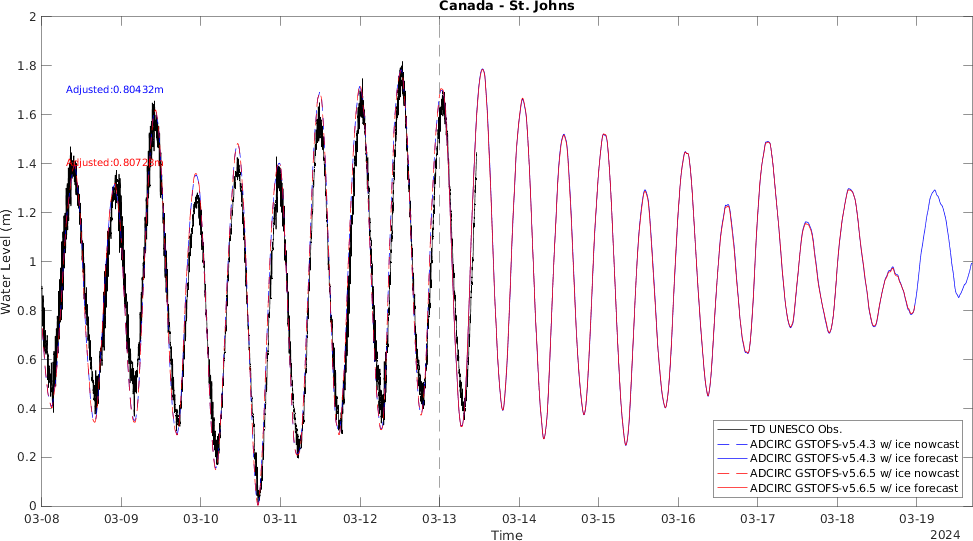 Canada - St. Johns
2
1.8
1.6
1.4
1.2
1
0.8
0.6
0.4
0.2
0
Water Level (m)
Adjusted:0.80432m
Adjusted:0.80723m
TD UNESCO Obs.
ADCIRC GSTOFS-v5.4.3 w/ ice nowcast
ADCIRC GSTOFS-v5.4.3 w/ ice forecast
ADCIRC GSTOFS-v5.6.5 w/ ice nowcast
ADCIRC GSTOFS-v5.6.5 w/ ice forecast
03-08 03-09 03-10 03-11 03-12 03-13 03-14 03-15 03-16 03-17 03-18 03-19
Time
2024